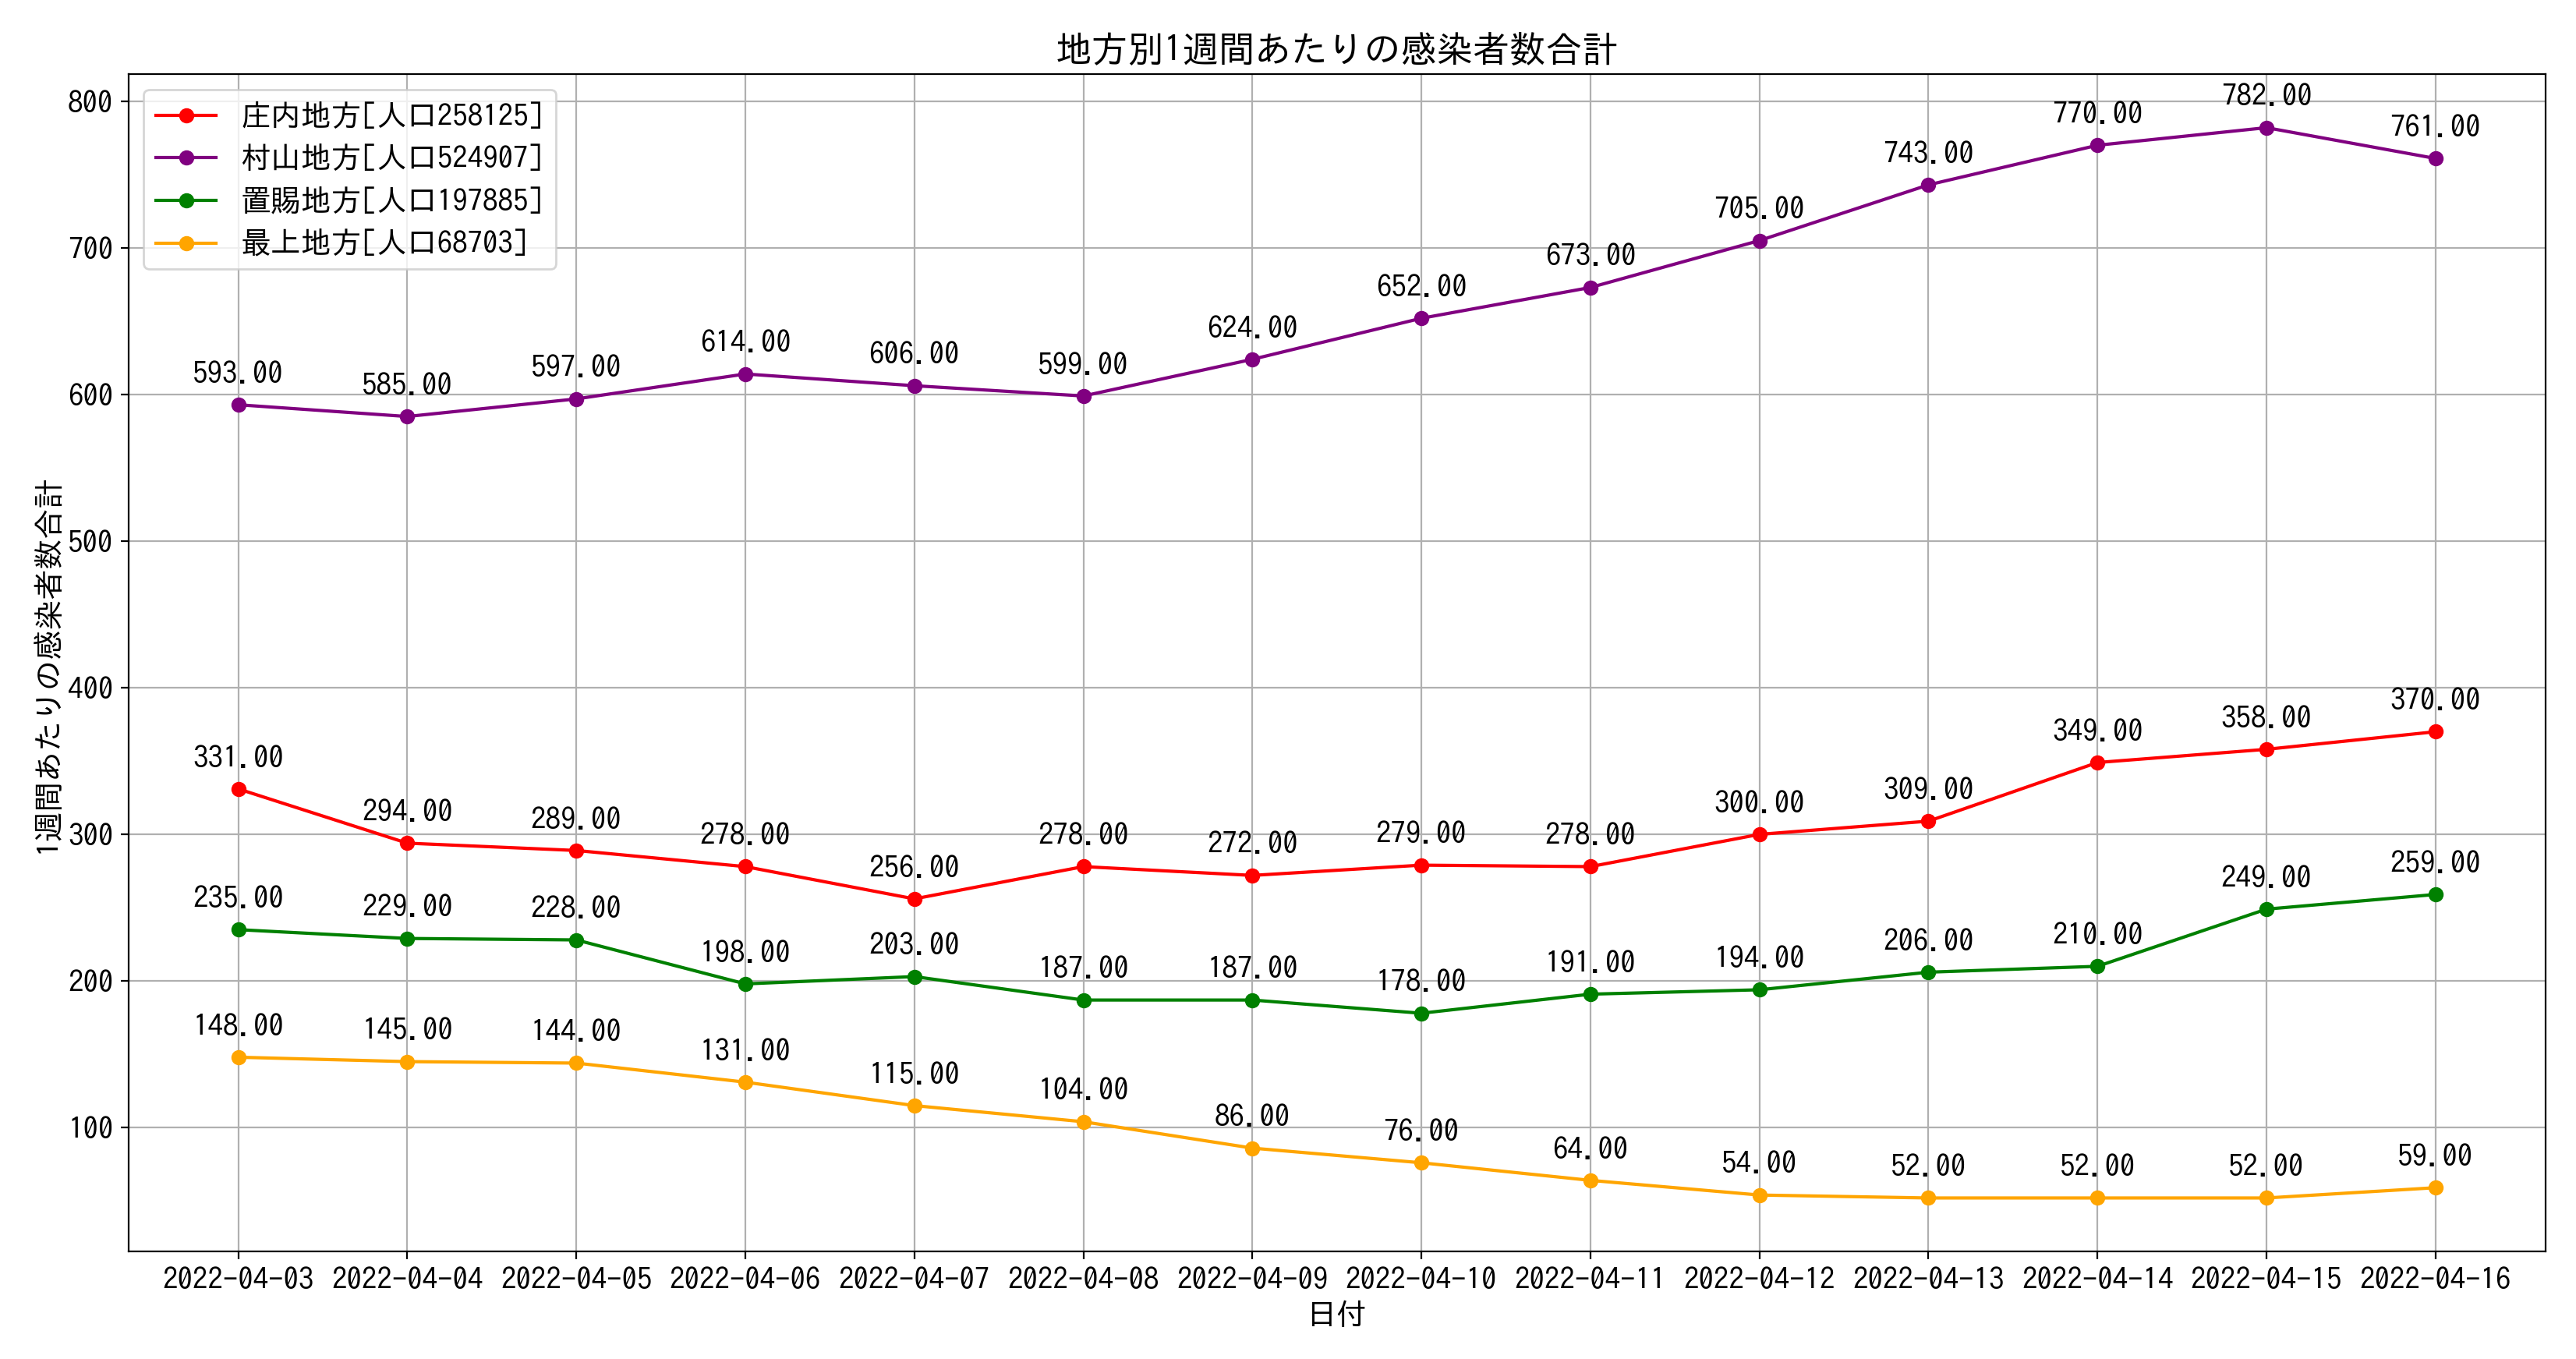 地方別1週間あたりの感染者数合計
庄内地方[人口258125]
村山地方[人口524907]
置賜地方[人口197885]
最上地方[人口68703]
1週間あたりの感染者数合計
800
700
600
500
400
300
200
100
593.00 585.00 597.00 614.00 606.00 599.00 624.00 652.00 673.00 705.00 743.00 770.00 782.00 761.00
331.00 294.00 289.00 278.00 256.00 278.00 272.00 279.00 278.00 300.00 309.00 349.00 358.00 370.00
235.00 229.00 228.00 198.00 203.00 187.00 187.00 178.00 191.00 194.00 206.00 210.00 249.00 259.00
148.00 145.00 144.00 131.00 115.00 104.00 86.00 76.00 64.00 54.00 52.00 52.00 52.00 59.00
2022-04-03 2022-04-04 2022-04-05 2022-04-06 2022-04-07 2022-04-08 2022-04-09 2022-04-10 2022-04-11 2022-04-12 2022-04-13 2022-04-14 2022-04-15 2022-04-16
日付